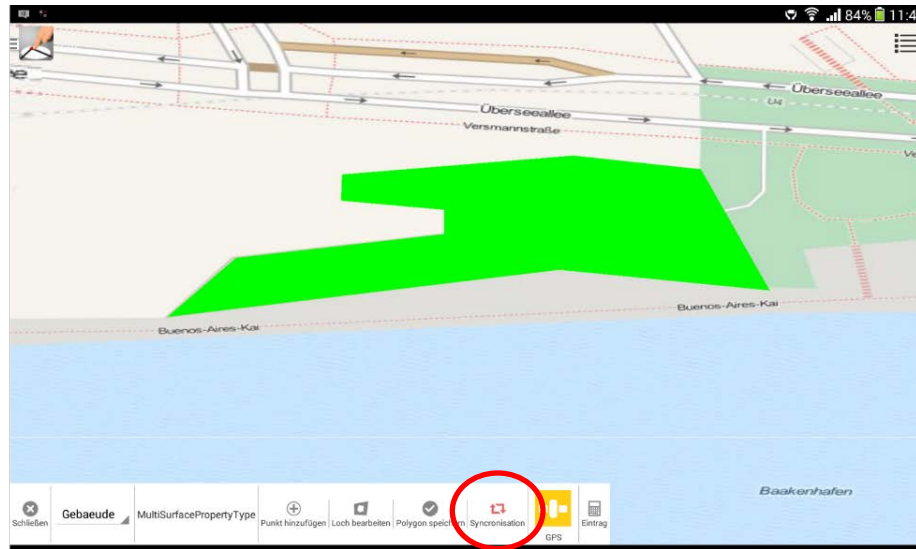 84% 11:4
Überseeallee
U4
Überseeallee
Versmannstraße
Ve
Buenos-Aires-Kai
Buenos-Aires-Kai
Baakenhafen
Schließen
Gebaeude
MultiSurfacePropertyType
Punkt hinzufügen
Loch bearbeiten
Polygon speichern
Syncronisation
GPS
Eintrag